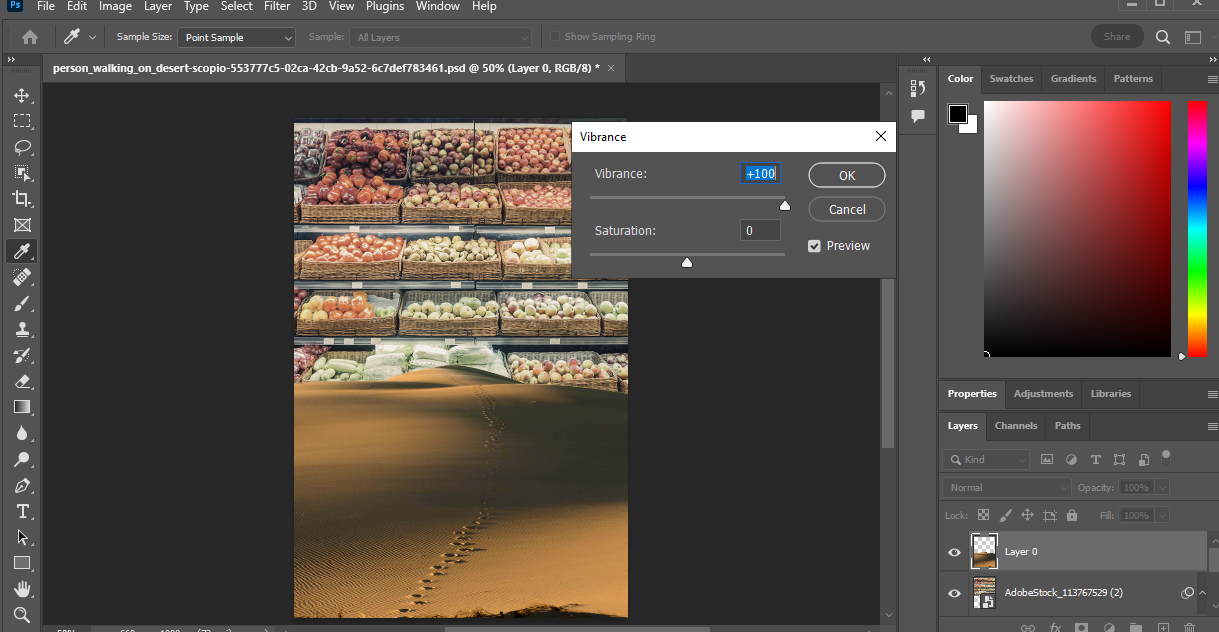 Ps File Edit Image Layer Type Select Filter 3D View Plugins Window Help
Sample Size: Point Sample Sample: All Layers Show Sampling Ring Share
person_walking_on_desert-scopio-553777c5-02ca-42cb-9a52-6c7def783461.psd @ 50% (Layer 0, RGB/8) *
Vibrance
Vibrance: +100
OK
Cancel
Saturation: 0
Preview
Color Swatches Gradients Patterns
Properties Adjustments Libraries
Layers Channels Paths
Kind
Normal Opacity: 100%
Lock: Fill: 100%
Layer 0
AdobeStock_113767529 (2)
fx